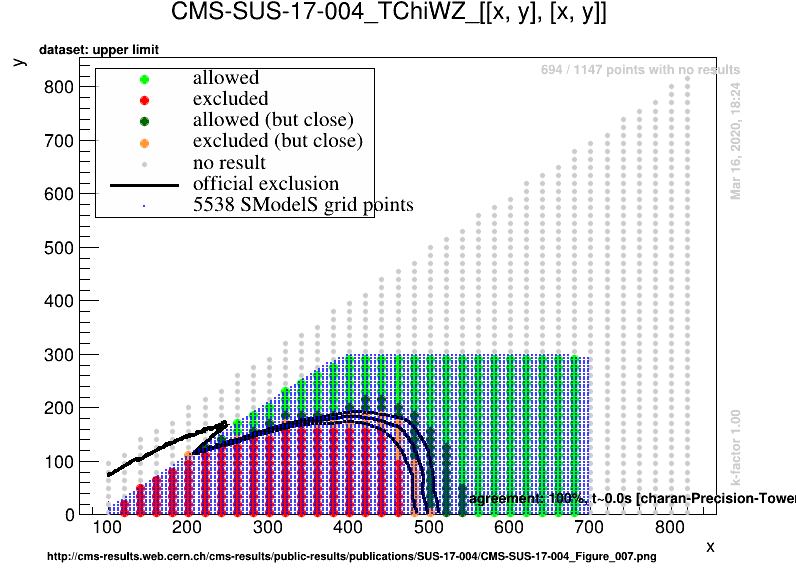 CMS-SUS-17-004_TChiWZ_[[x, y], [x, y]]
dataset: upper limit
y
694 / 1147 points with no results
allowed
excluded
allowed (but close)
excluded (but close)
no result
official exclusion
5538 SModelS grid points
Mar 16, 2020, 18:24
k-factor 1.00
800
700
600
500
400
300
200
100
0
agreement: 100%, t~0.0s [charan-Precision-Tower
100 200 300 400 500 600 700 800
x
http://cms-results.web.cern.ch/cms-results/public-results/publications/SUS-17-004/CMS-SUS-17-004_Figure_007.png